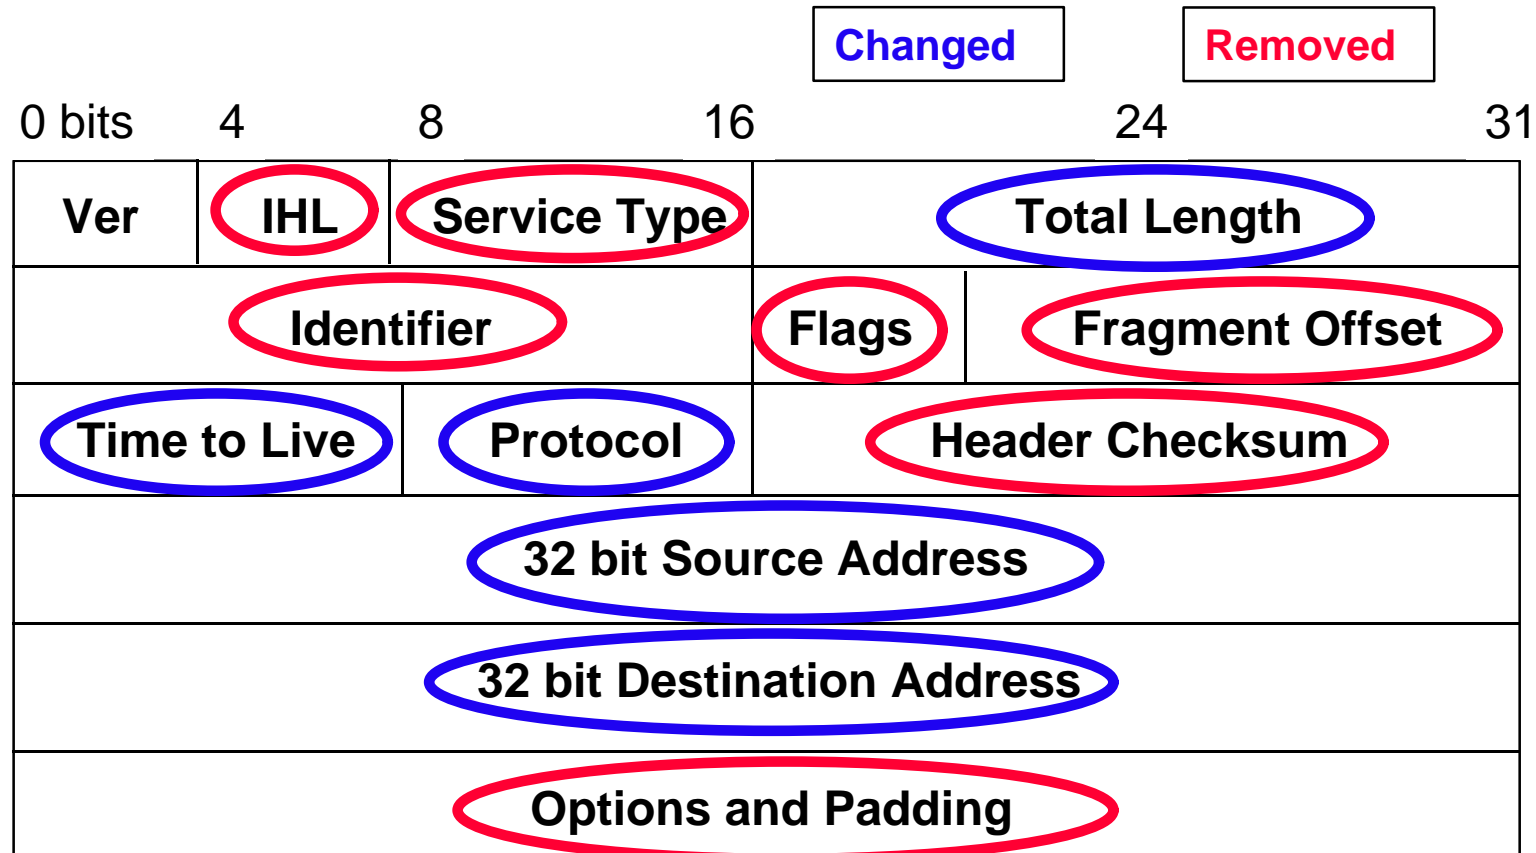 Changed Removed
0 bits 4 8 16 24 31
Ver IHL Service Type Total Length
Identifier Flags Fragment Offset
Time to Live Protocol Header Checksum
32 bit Source Address
32 bit Destination Address
Options and Padding